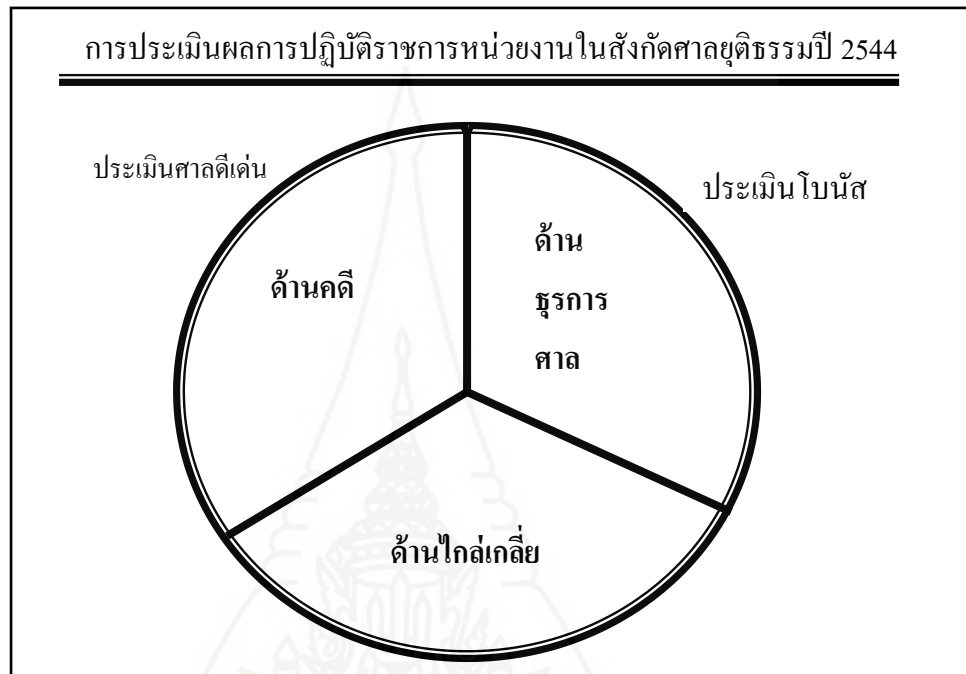 การประเมินผลการปฏิบัติราชการหน่วยงานในสังกัดศาลยุติธรรมปี 2544
ประเมินศาลดีเด่น
ประเมินโบนัส
ด้านคดี
ด้าน
ธุรการ
ศาล
ด้านไกล่เกลี่ย